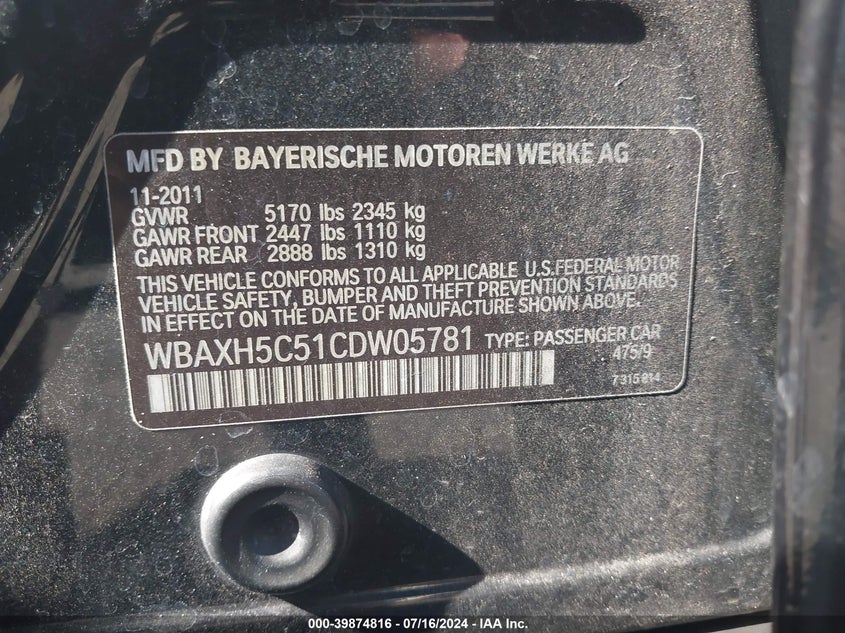 MFD BY BAYERISCHE MOTOREN WERKE AG
11-2011
GVWR 5170 lbs 2345 kg
GAWR FRONT 2447 lbs 1110 kg
GAWR REAR 2888 lbs 1310 kg
THIS VEHICLE CONFORMS TO ALL APPLICABLE U.S.FEDERAL MOTOR
VEHICLE SAFETY, BUMPER AND THEFT PREVENTION STANDARDS
IN EFFECT ON THE DATE OF MANUFACTURE SHOWN ABOVE.
WBAXH5C51CDW05781 TYPE: PASSENGER CAR
475/9
7315814
000-39874816 - 07/16/2024 - IAA Inc.